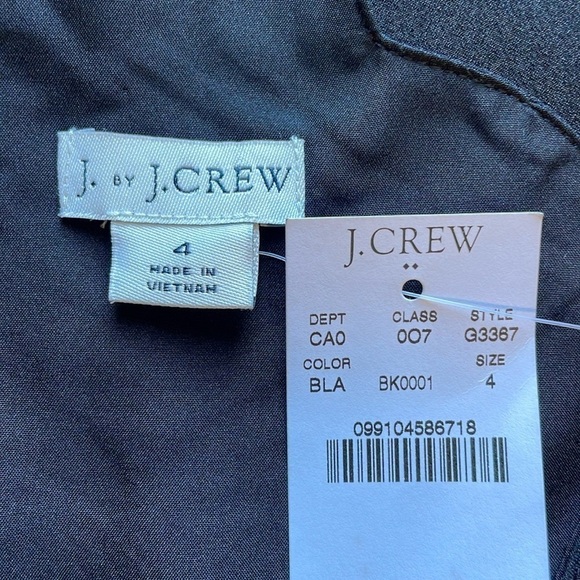 J. BY J.CREW
4
MADE IN
VIETNAM
J.CREW
DEPT CLASS STYLE
CA0 007 G3367
COLOR SIZE
BLA BK0001 4
099104586718